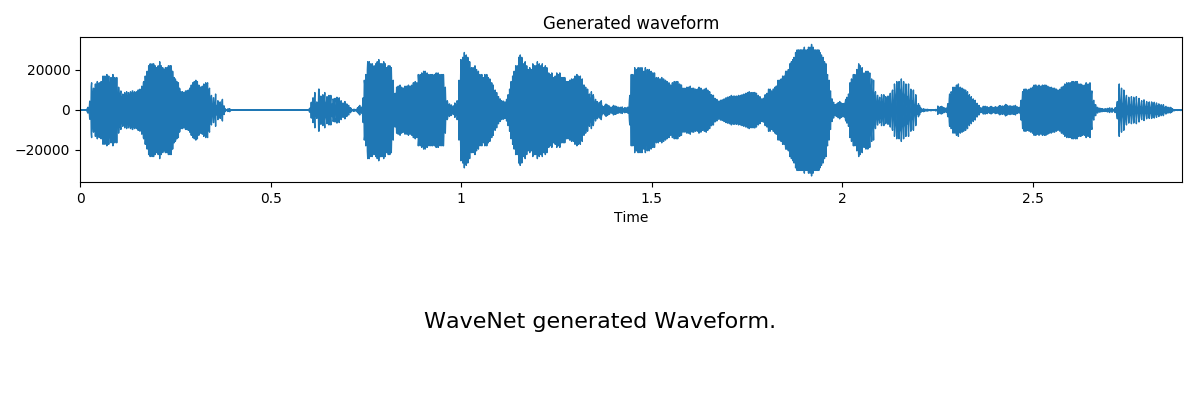 Generated waveform
20000
0
−20000
0 0.5 1 1.5 2 2.5
Time
WaveNet generated Waveform.